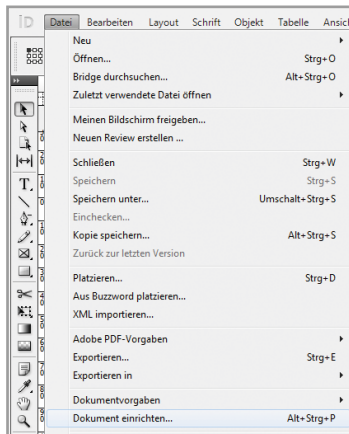 ID Datei Bearbeiten Layout Schrift Objekt Tabelle Ansic
Neu
Öffnen... Strg+O
Bridge durchsuchen... Alt+Strg+O
Zuletzt verwendete Datei öffnen
Meinen Bildschirm freigeben...
Neuen Review erstellen ...
Schließen Strg+W
Speichern Strg+S
Speichern unter... Umschalt+Strg+S
Einchecken...
Kopie speichern... Alt+Strg+S
Zurück zur letzten Version
Platzieren... Strg+D
Aus Buzzword platzieren...
XML importieren...
Adobe PDF-Vorgaben
Exportieren... Strg+E
Exportieren in
Dokumentvorgaben
Dokument einrichten... Alt+Strg+P